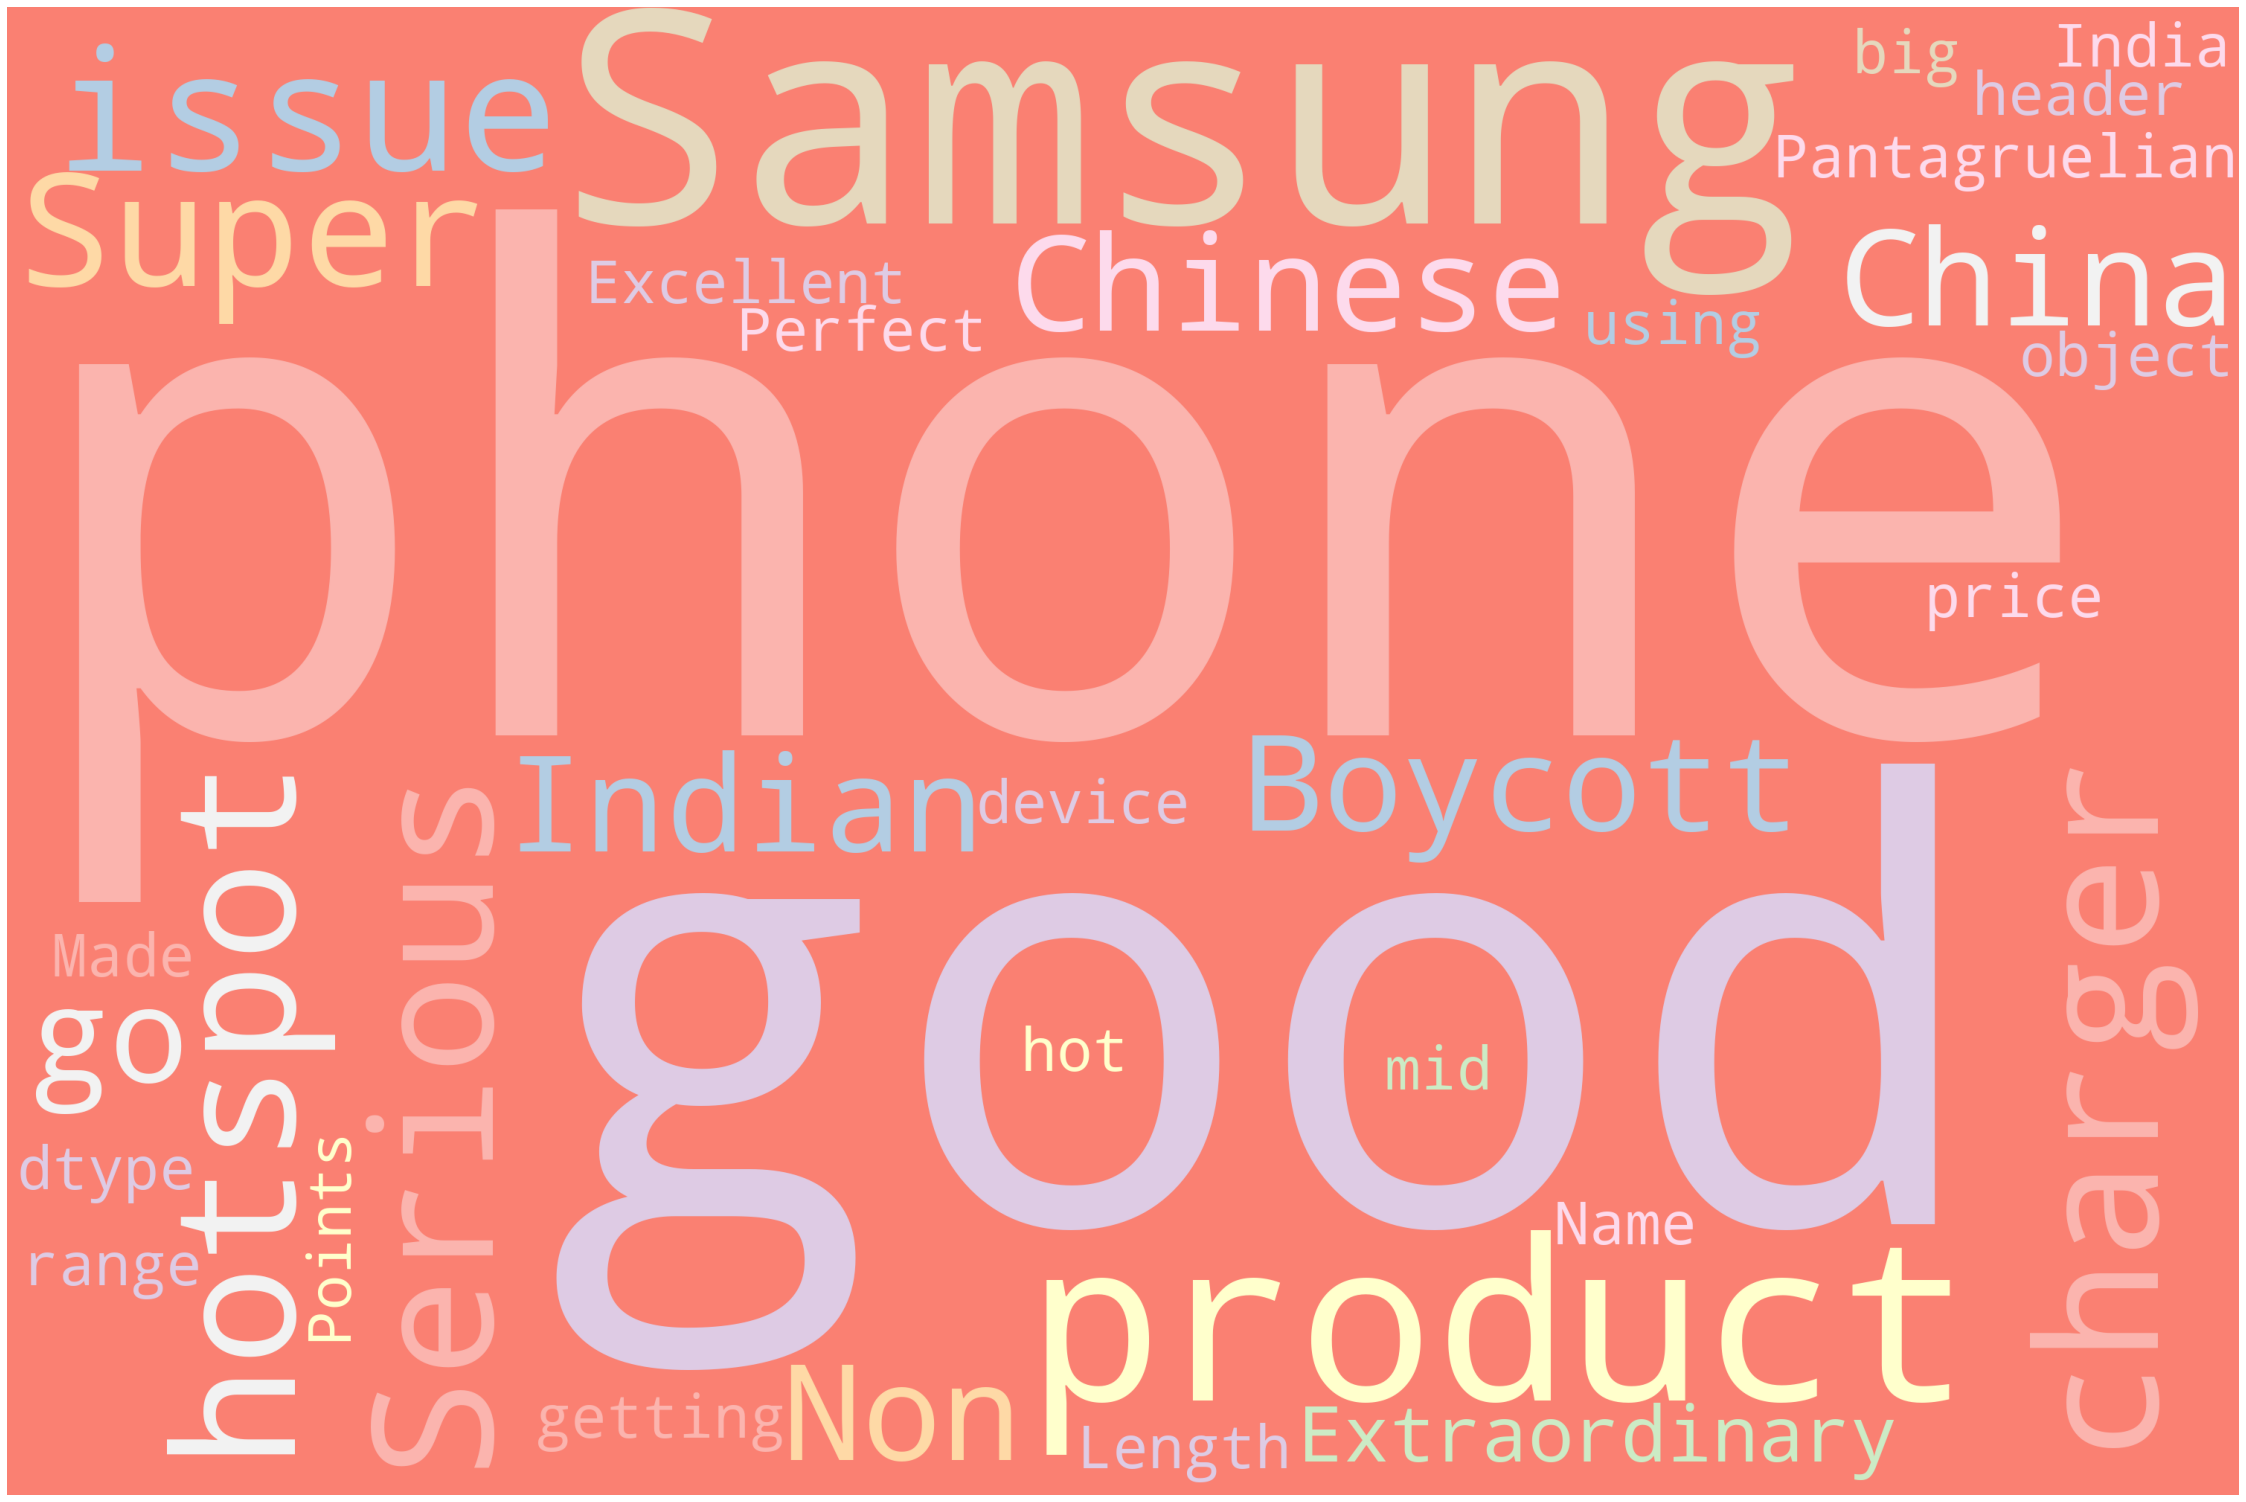 issue
Samsung
big
India
header
Pantagruelian
Super
Excellent
Perfect
Chinese
using
China
object
phone
price
Indian
device
Boycott
hotspot
Serious
good
charger
Made
go
hot
mid
dtype
Points
range
Name
product
getting
Non
Length
Extraordinary